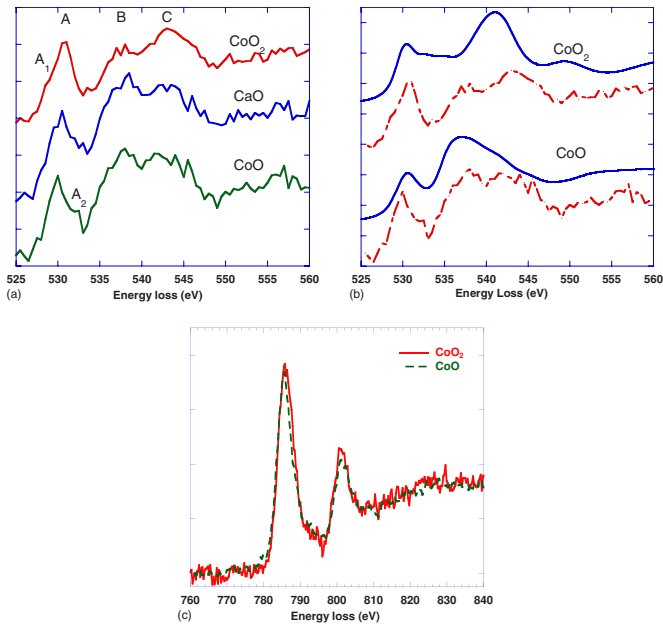 A B C
A₁ CoO₂
CaO
A₂ CoO
525 530 535 540 545 550 555 560
(a) Energy loss (eV)
CoO₂
CoO
525 530 535 540 545 550 555 560
(b) Energy Loss (eV)
CoO₂
CoO
760 770 780 790 800 810 820 830 840
(c) Energy loss (eV)